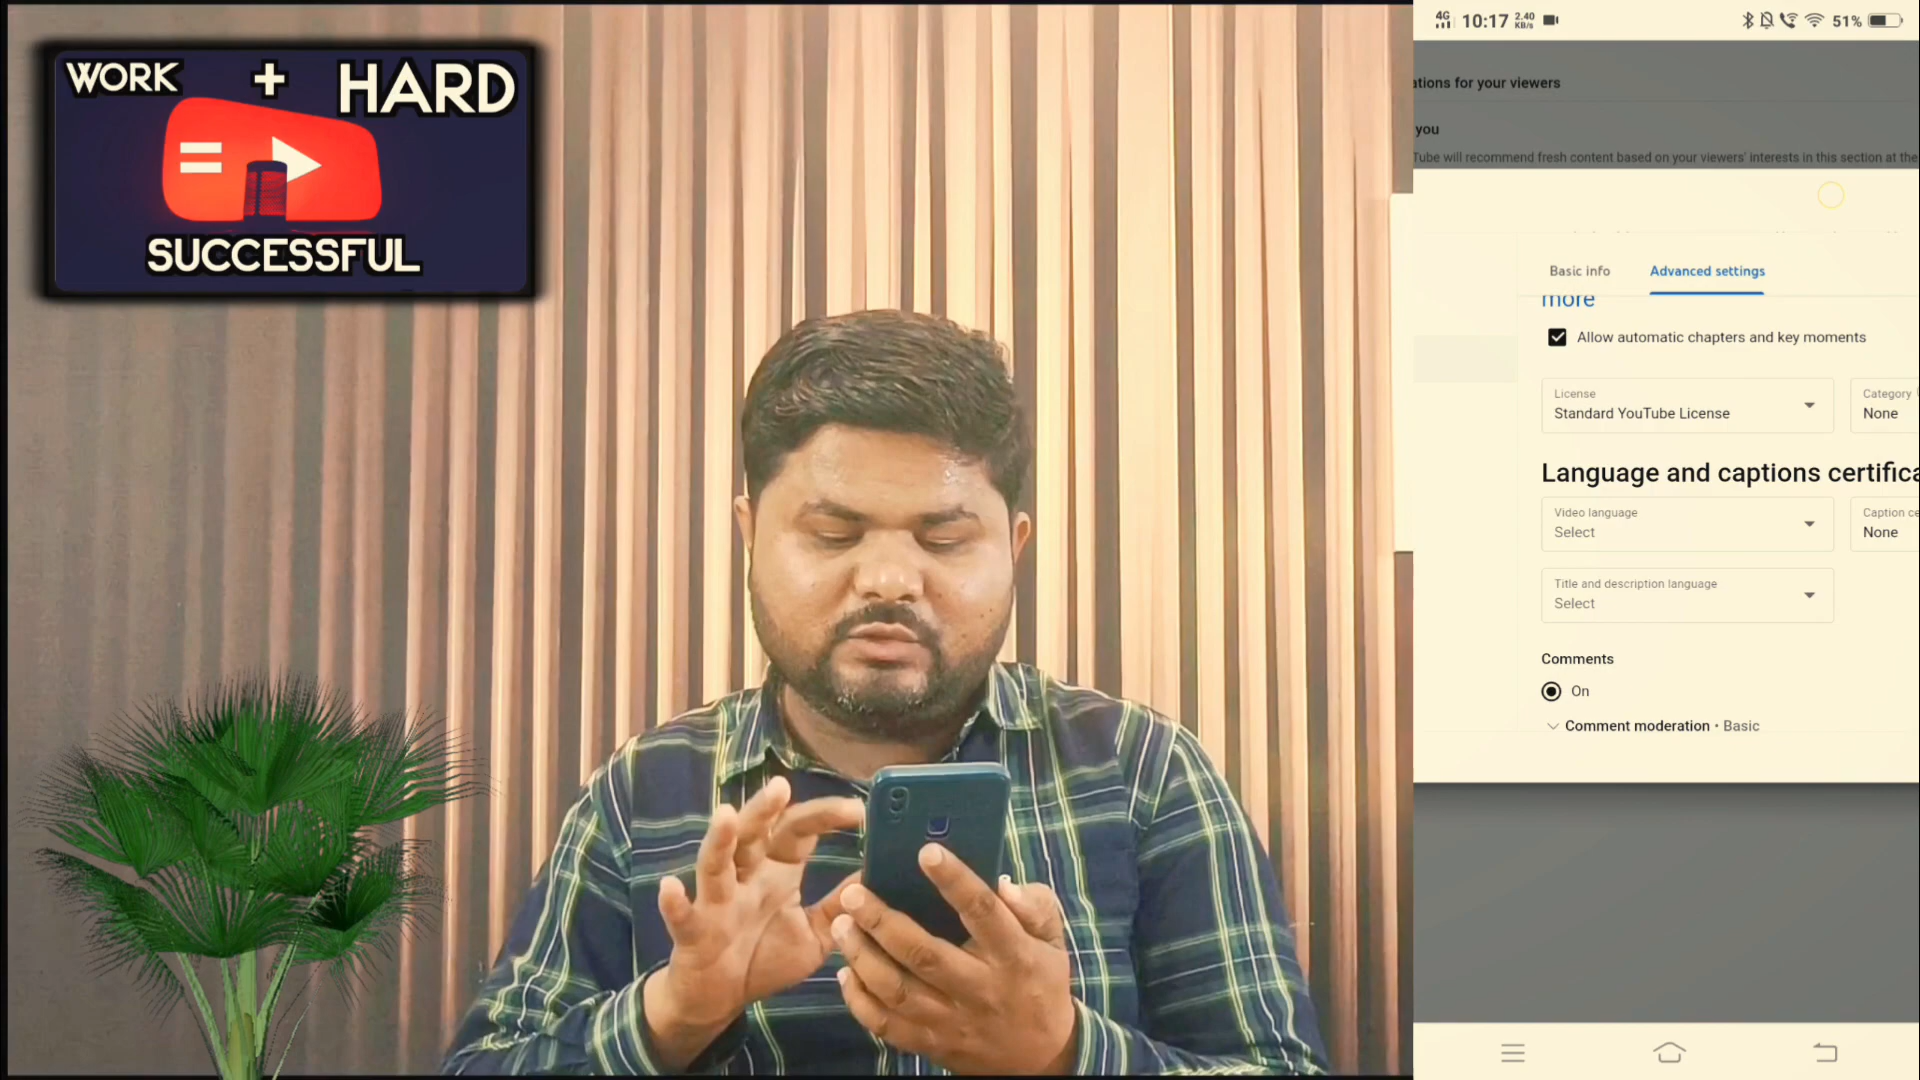 WORK + HARD
=
SUCCESSFUL
4G 10:17 2.40 KB/s 51%
ations for your viewers
you
Tube will recommend fresh content based on your viewers' interests in this section at the
Basic info Advanced settings
more
Allow automatic chapters and key moments
License Category
Standard YouTube License None
Language and captions certifica
Video language Caption ce
Select None
Title and description language
Select
Comments
On
Comment moderation • Basic